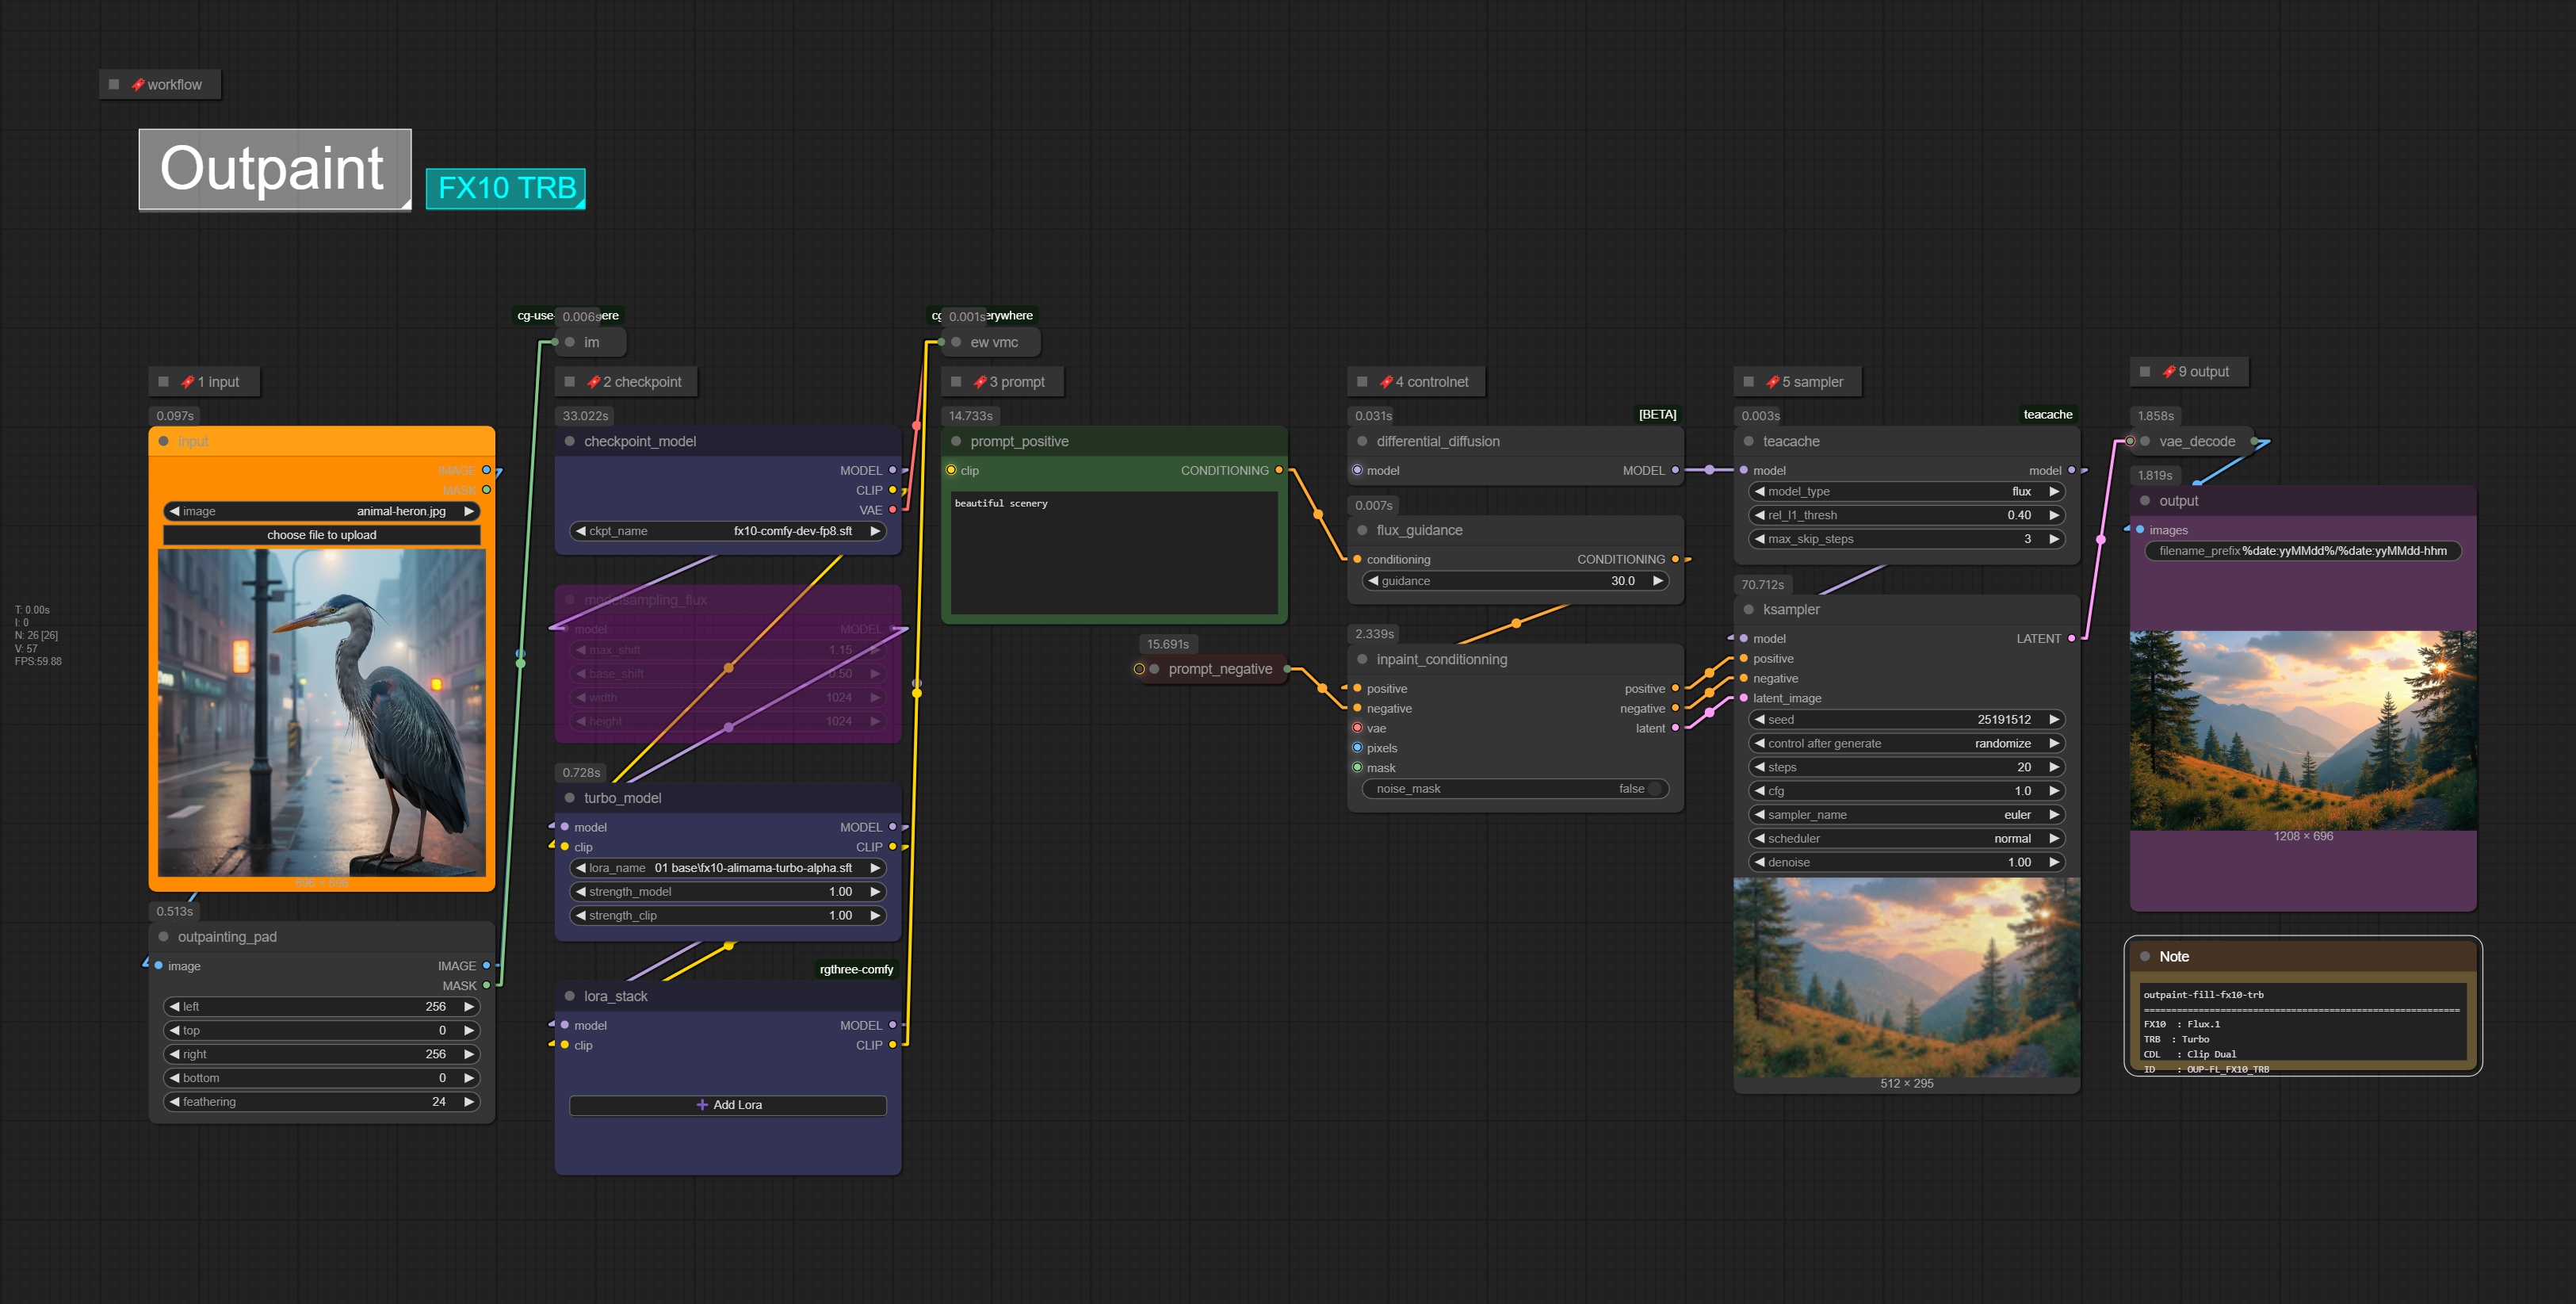 workflow
Outpaint
FX10 TRB
T: 0.00s
I: 0
N: 26 [26]
V: 57
FPS:59.88
1 input
0.097s
input
IMAGE
MASK
image animal-heron.jpg
choose file to upload
696 × 696
0.513s
outpainting_pad
image IMAGE
MASK
left 256
top 0
right 256
bottom 0
feathering 24
0.006s
im
2 checkpoint
33.022s
checkpoint_model
MODEL
CLIP
VAE
ckpt_name fx10-comfy-dev-fp8.sft
modelsampling_flux
model MODEL
max_shift 1.15
base_shift 0.50
width 1024
height 1024
0.728s
turbo_model
model MODEL
clip CLIP
lora_name 01 base\fx10-alimama-turbo-alpha.sft
strength_model 1.00
strength_clip 1.00
rgthree-comfy
lora_stack
model MODEL
clip CLIP
Add Lora
0.001s
ew vmc
3 prompt
14.733s
prompt_positive
clip CONDITIONING
beautiful scenery
15.691s
prompt_negative
4 controlnet
0.031s [BETA]
differential_diffusion
model MODEL
0.007s
flux_guidance
conditioning CONDITIONING
guidance 30.0
2.339s
inpaint_conditionning
positive positive
negative negative
vae latent
pixels
mask
noise_mask false
5 sampler
0.003s teacache
teacache
model model
model_type flux
rel_l1_thresh 0.40
max_skip_steps 3
70.712s
ksampler
model LATENT
positive
negative
latent_image
seed 25191512
control after generate randomize
steps 20
cfg 1.0
sampler_name euler
scheduler normal
denoise 1.00
512 × 295
9 output
1.858s
vae_decode
1.819s
output
images
filename_prefix %date:yyMMdd%/%date:yyMMdd-hhm
1208 × 696
Note
outpaint-fill-fx10-trb
FX10 : Flux.1
TRB : Turbo
CDL : Clip Dual
ID : OUP-FL_FX10_TRB